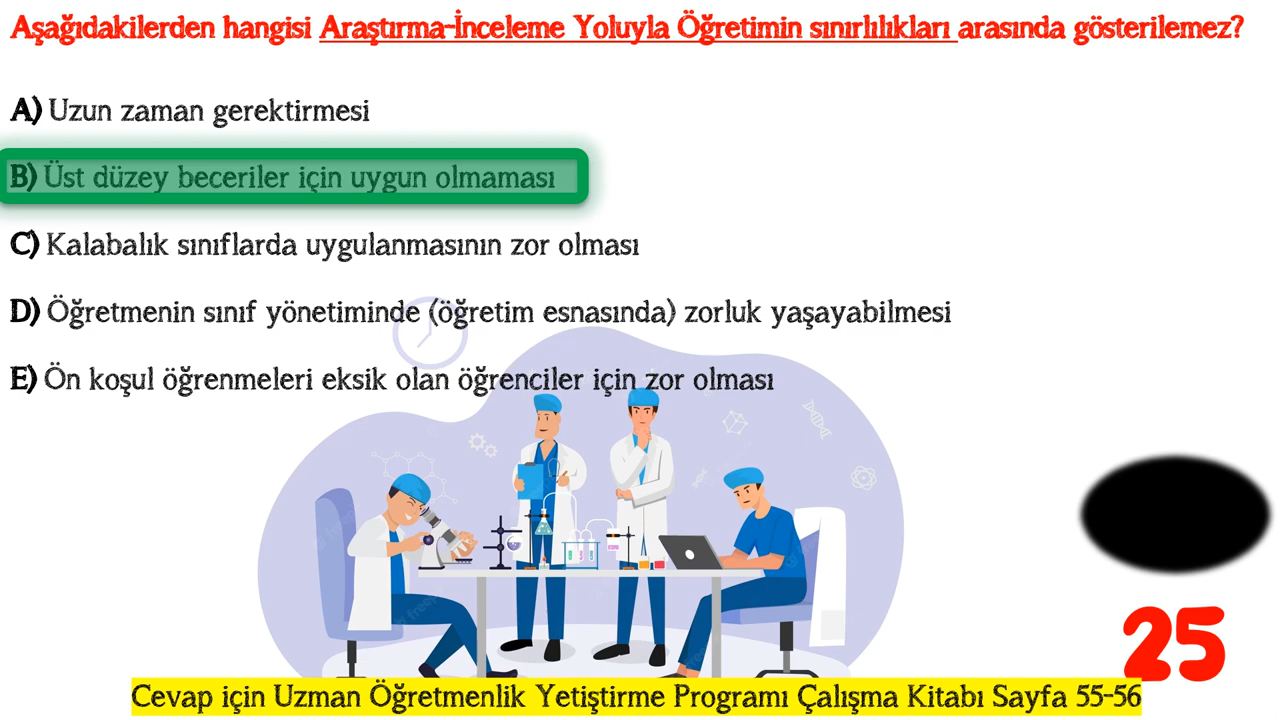 Aşağıdakilerden hangisi Araştırma-İnceleme Yoluyla Öğretimin sınırlılıkları arasında gösterilemez?
A) Uzun zaman gerektirmesi
B) Üst düzey beceriler için uygun olmaması
C) Kalabalık sınıflarda uygulanmasının zor olması
D) Öğretmenin sınıf yönetiminde (öğretim esnasında) zorluk yaşayabilmesi
E) Ön koşul öğrenmeleri eksik olan öğrenciler için zor olması
25
Cevap için Uzman Öğretmenlik Yetiştirme Programı Çalışma Kitabı Sayfa 55-56